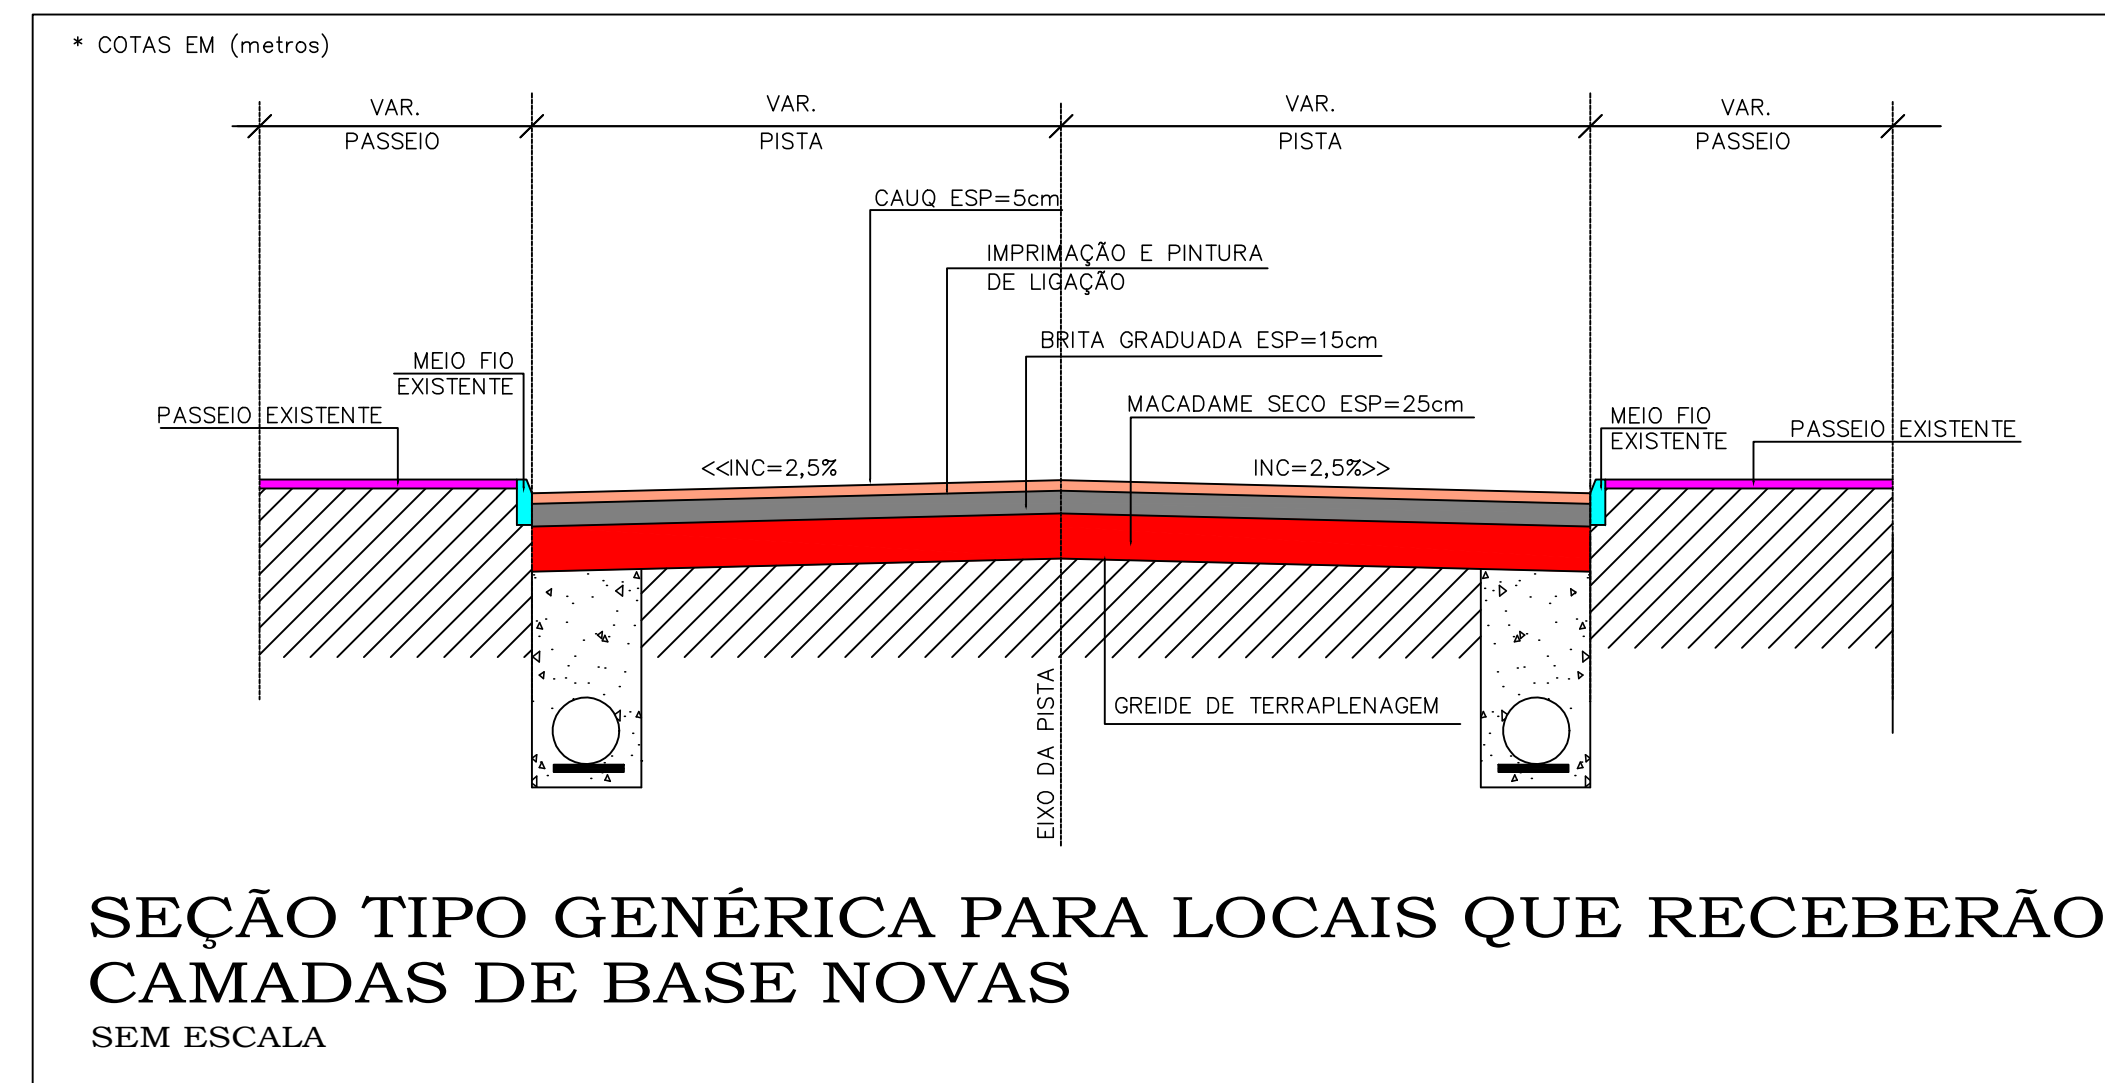 * COTAS EM (metros)
VAR.
PASSEIO
VAR.
PISTA
VAR.
PISTA
VAR.
PASSEIO
CAUQ ESP=5cm
IMPRIMAÇÃO E PINTURA
DE LIGAÇÃO
BRITA GRADUADA ESP=15cm
MEIO FIO
EXISTENTE
PASSEIO EXISTENTE
MACADAME SECO ESP=25cm
MEIO FIO
EXISTENTE
PASSEIO EXISTENTE
<<INC=2,5%
INC=2,5%>>
EIXO DA PISTA
GREIDE DE TERRAPLENAGEM
SEÇÃO TIPO GENÉRICA PARA LOCAIS QUE RECEBERÃO
CAMADAS DE BASE NOVAS
SEM ESCALA